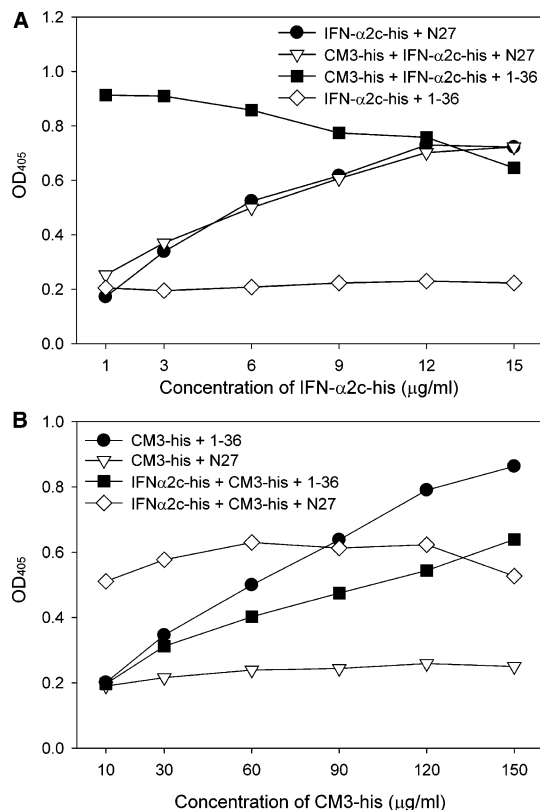 A
1.2
1.0
0.8
0.6
0.4
0.2
0.0
OD405
IFN-α2c-his + N27
CM3-his + IFN-α2c-his + N27
CM3-his + IFN-α2c-his + 1-36
IFN-α2c-his + 1-36
1 3 6 9 12 15
Concentration of IFN-α2c-his (μg/ml)
B
1.0
0.8
0.6
0.4
0.2
0.0
OD405
CM3-his + 1-36
CM3-his + N27
IFNα2c-his + CM3-his + 1-36
IFNα2c-his + CM3-his + N27
10 30 60 90 120 150
Concentration of CM3-his (μg/ml)